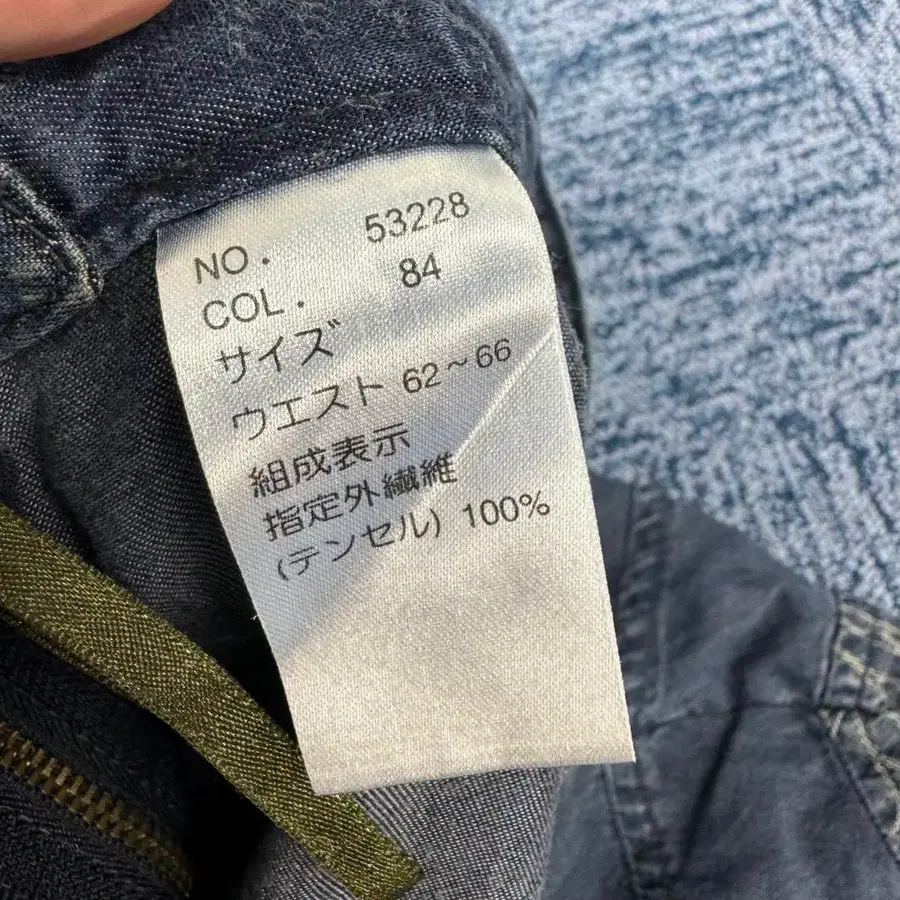 NO. 53228
COL. 84
サイズ
ウエスト 62～66
組成表示
指定外繊維
(テンセル) 100%